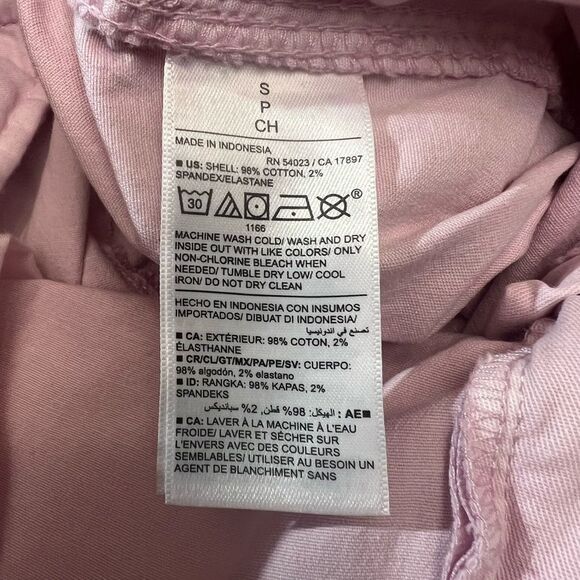 S
P
CH
MADE IN INDONESIA
RN 54023 / CA 17897
■ US: SHELL: 98% COTTON, 2%
SPANDEX/ELASTANE
30
®
1166
MACHINE WASH COLD/ WASH AND DRY
INSIDE OUT WITH LIKE COLORS/ ONLY
NON-CHLORINE BLEACH WHEN
NEEDED/ TUMBLE DRY LOW/ COOL
IRON/ DO NOT DRY CLEAN
HECHO EN INDONESIA CON INSUMOS
IMPORTADOS/ DIBUAT DI INDONESIA/
تصنع في اندونيسيا
■ CA: EXTÉRIEUR: 98% COTON, 2%
ÉLASTHANNE
■ CR/CL/GT/MX/PA/PE/SV: CUERPO:
98% algodón, 2% elastano
■ ID: RANGKA: 98% KAPAS, 2%
SPANDEKS
■ AE: الهيكل: 98% قطن, 2% سبانديكس
■ CA: LAVER À LA MACHINE À L'EAU
FROIDE/ LAVER ET SÉCHER SUR
L'ENVERS AVEC DES COULEURS
SEMBLABLES/ UTILISER AU BESOIN UN
AGENT DE BLANCHIMENT SANS